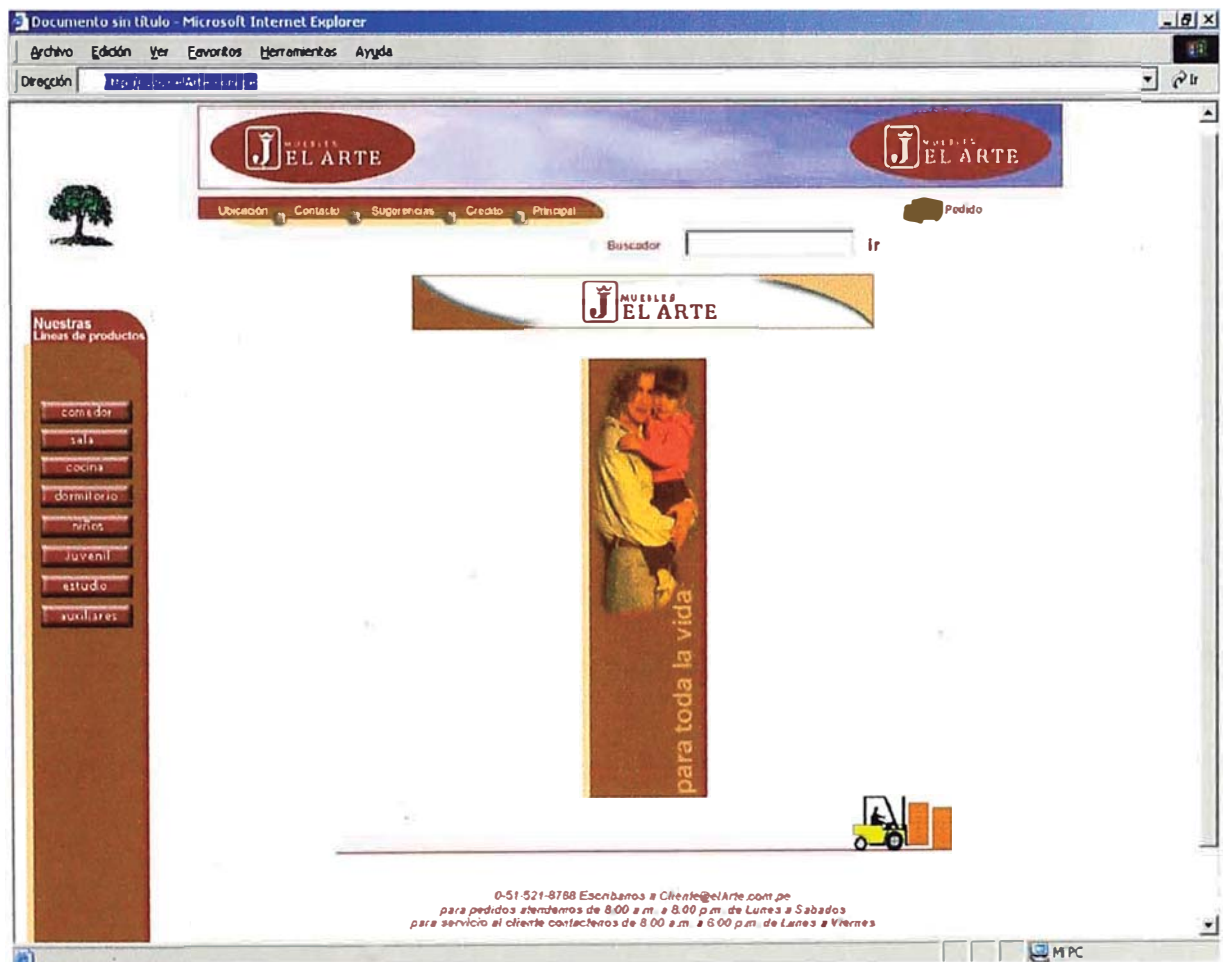 Documento sin título - Microsoft Internet Explorer
Archivo Edición Ver Favoritos Herramientas Ayuda
Dirección
Ir
J MUEBLES EL ARTE
J MUEBLES EL ARTE
Ubicación Contacto Sugerencias Credito Principal
Pedido
Buscador ir
J MUEBLES EL ARTE
Nuestras
Lineas de productos
comedor
sala
cocina
dormitorio
niños
Juvenil
estudio
auxiliares
para toda la vida
0-51-521-8768 Escribanos a Cliente@elArte.com.pe
para pedidos atendemos de 8:00 a.m. a 8:00 p.m. de Lunes a Sabados
para servicio al cliente contactenos de 8:00 a.m. a 6:00 p.m. de Lunes a Viernes
Mi PC